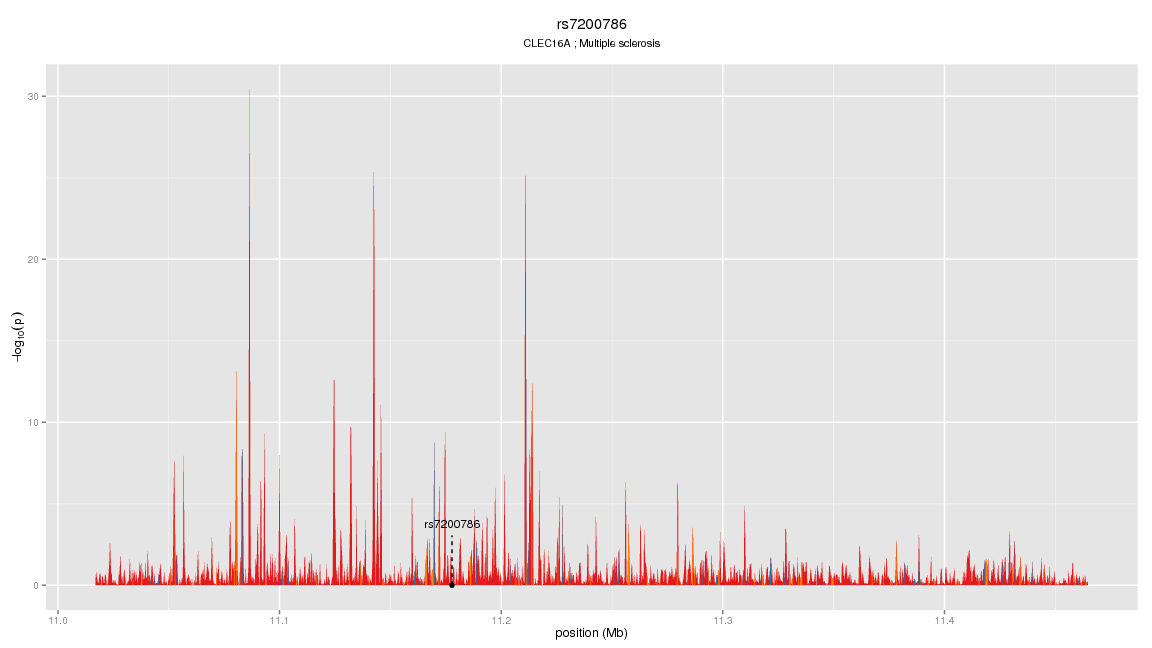 rs7200786
CLEC16A ; Multiple sclerosis
30
20
10
0
−log10(p)
rs7200786
11.0
11.1
11.2
11.3
11.4
position (Mb)